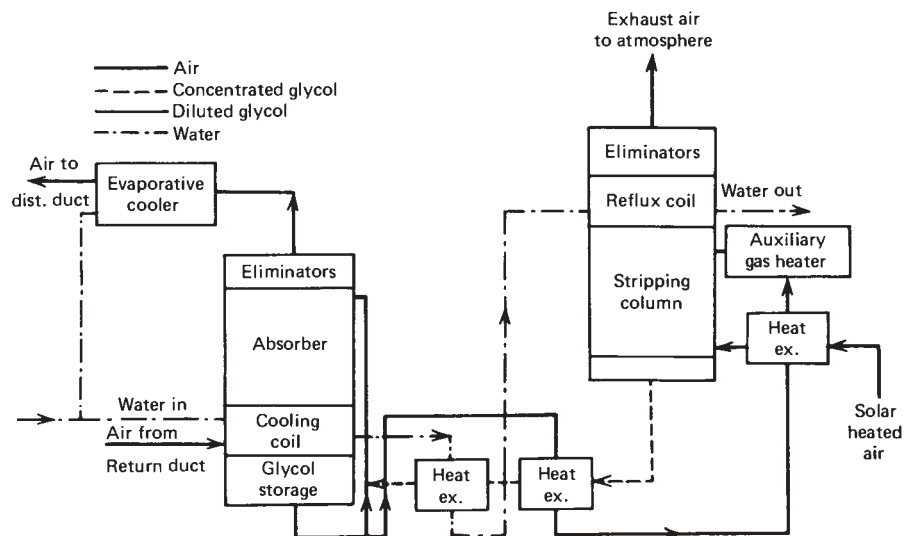 Exhaust air
to atmosphere
Air
Concentrated glycol
Diluted glycol
Water
Air to
dist. duct
Evaporative
cooler
Eliminators
Reflux coil
Water out
Stripping
column
Auxiliary
gas heater
Heat
ex.
Solar
heated
air
Eliminators
Absorber
Water in
Cooling
coil
Air from
Return duct
Glycol
storage
Heat
ex.
Heat
ex.